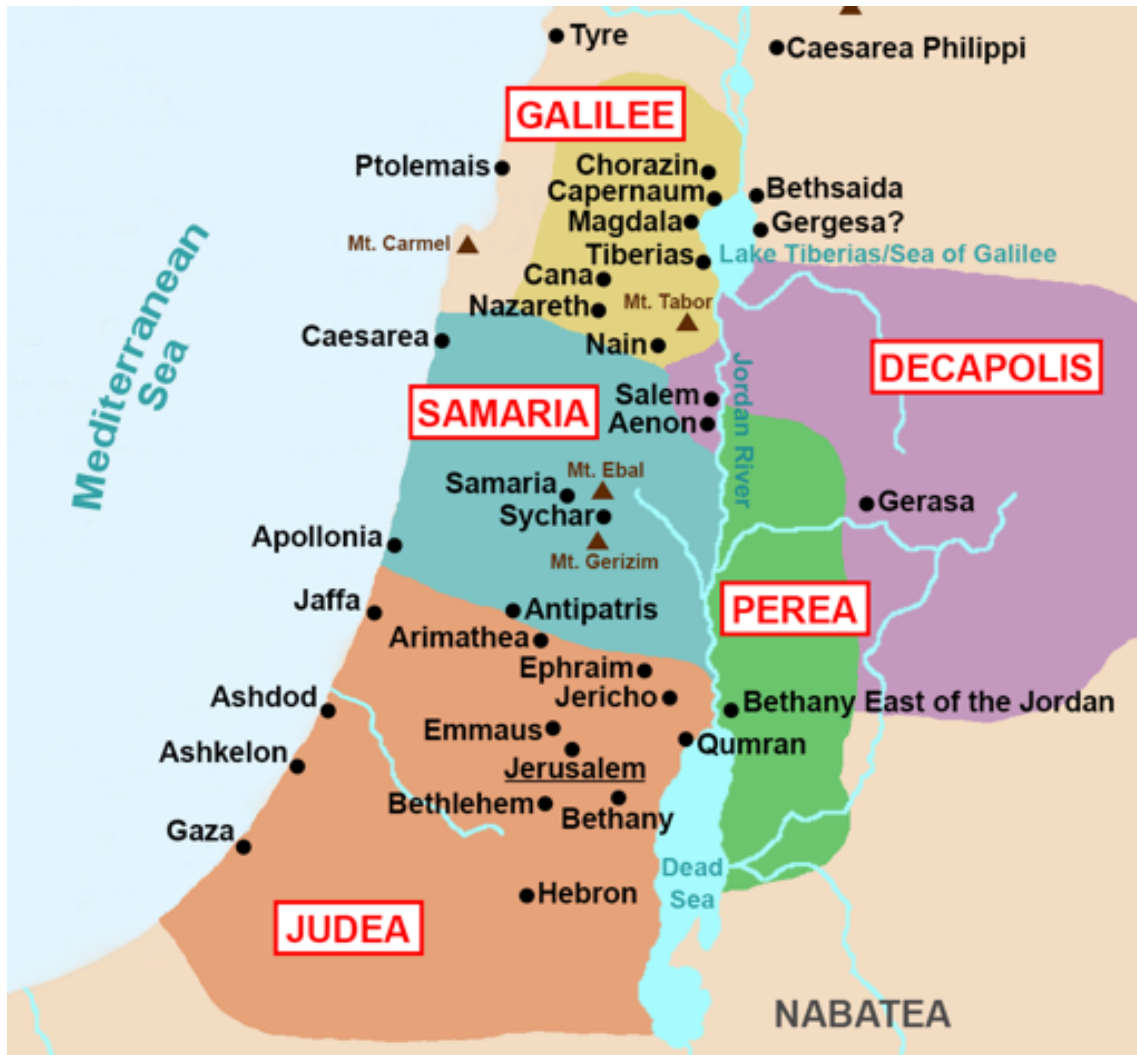 Tyre
Caesarea Philippi
GALILEE
Ptolemais
Chorazin
Capernaum
Bethsaida
Magdala
Gergesa?
Mt. Carmel
Tiberias
Lake Tiberias/Sea of Galilee
Cana
Nazareth
Mt. Tabor
Mediterranean
Sea
Caesarea
Nain
DECAPOLIS
Jordan River
SAMARIA
Salem
Aenon
Mt. Ebal
Samaria
Sychar
Gerasa
Apollonia
Mt. Gerizim
Jaffa
Antipatris
PEREA
Arimathea
Ephraim
Ashdod
Jericho
Bethany East of the Jordan
Emmaus
Qumran
Ashkelon
Jerusalem
Bethlehem
Bethany
Gaza
Dead
Sea
Hebron
JUDEA
NABATEA